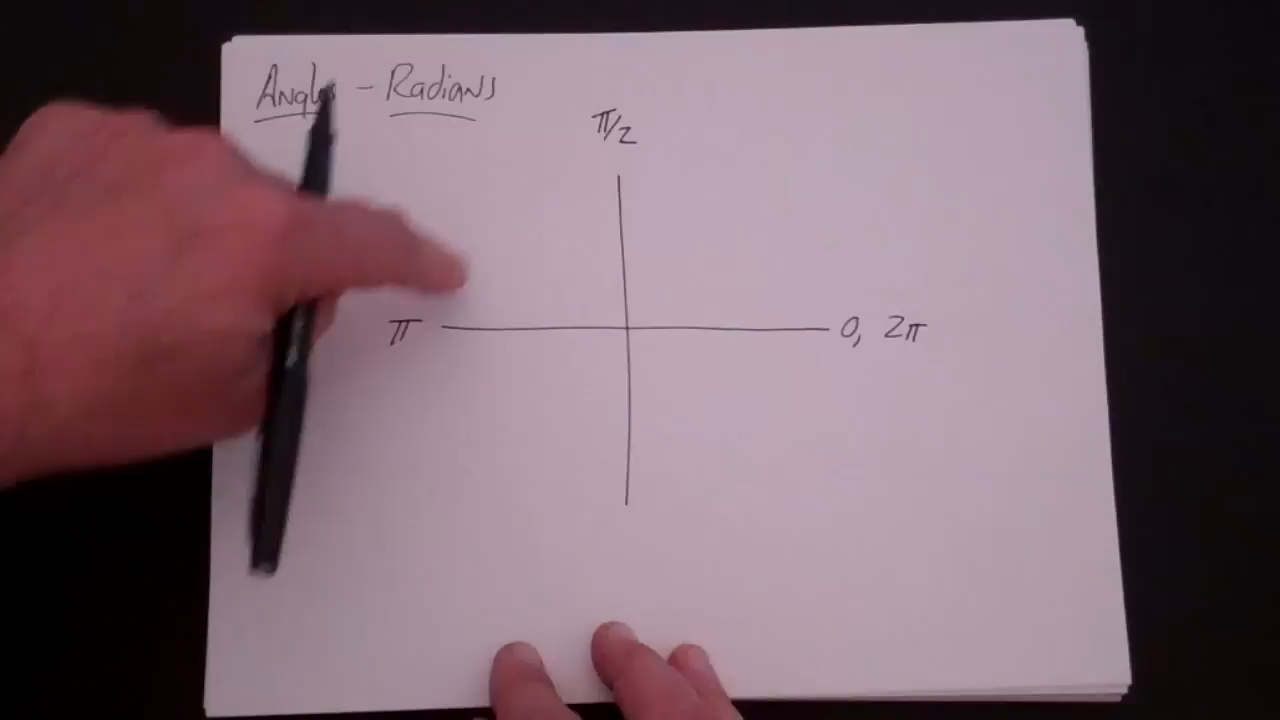 Angles - Radians
π/2
π
0, 2π